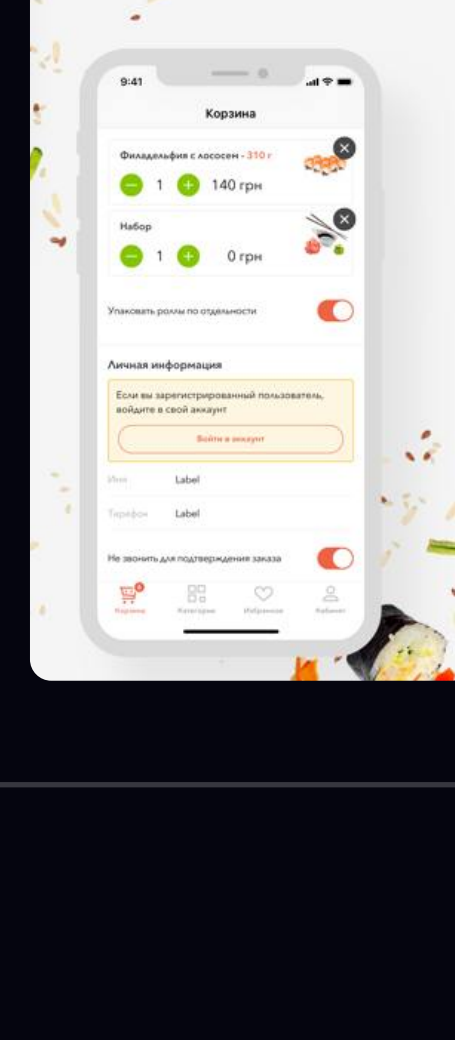 9:41
Корзина
Филадельфия с лососем - 310 г
1
140 грн
Набор
1
0 грн
Упаковать роллы по отдельности
Личная информация
Если вы зарегистрированный пользователь,
войдите в свой аккаунт
Войти в аккаунт
Имя Label
Label
Не звонить для подтверждения заказа
6
Корзина Категории Избранное Кабинет